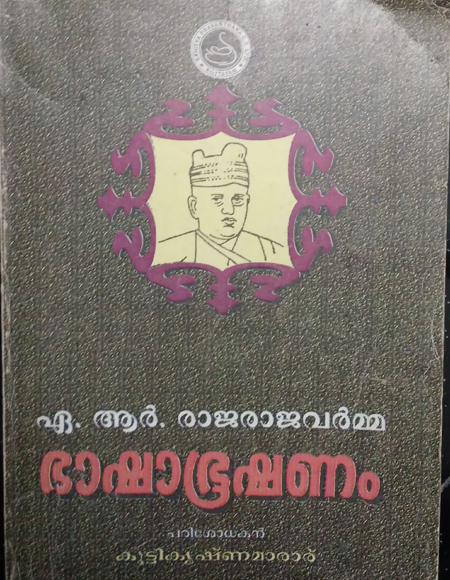 ഏ. ആർ. രാജരാജവർമ്മ
ഭാഷാഭൂഷണം
പരിശോധകൻ
കുട്ടികൃഷ്ണമാരാര്